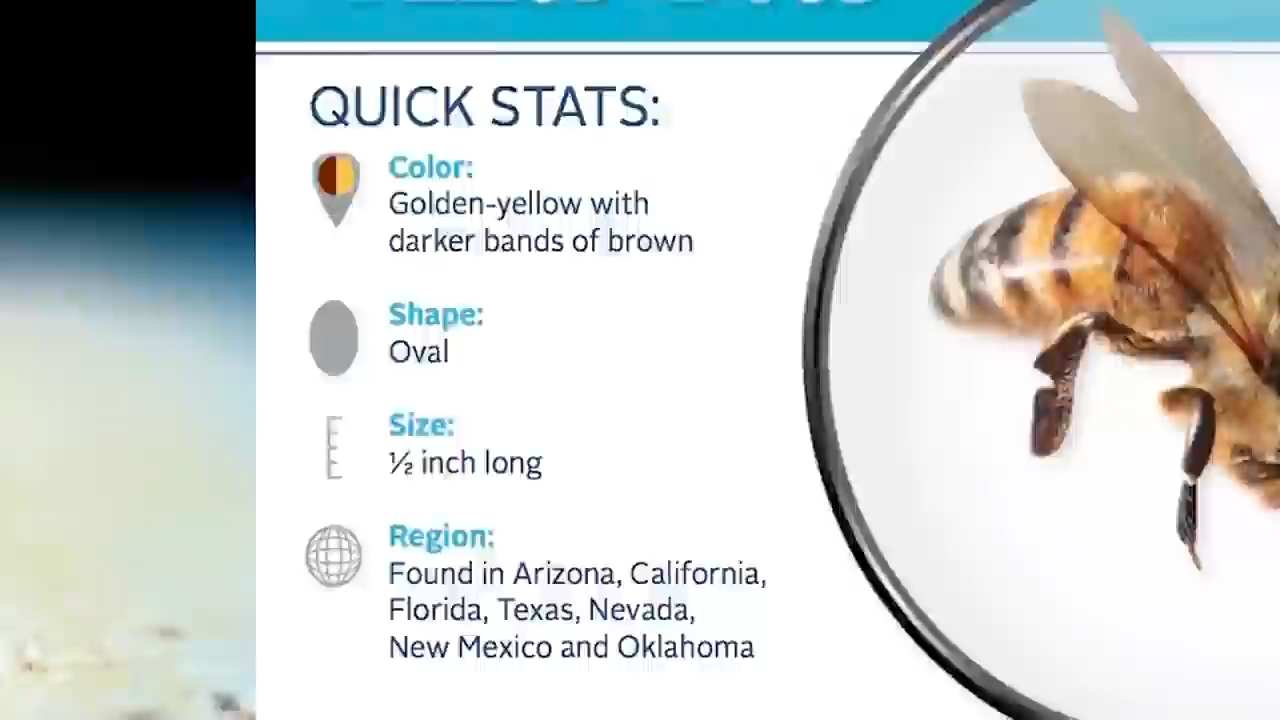 QUICK STATS:
Color:
Golden-yellow with
darker bands of brown
Shape:
Oval
Size:
½ inch long
Region:
Found in Arizona, California,
Florida, Texas, Nevada,
New Mexico and Oklahoma